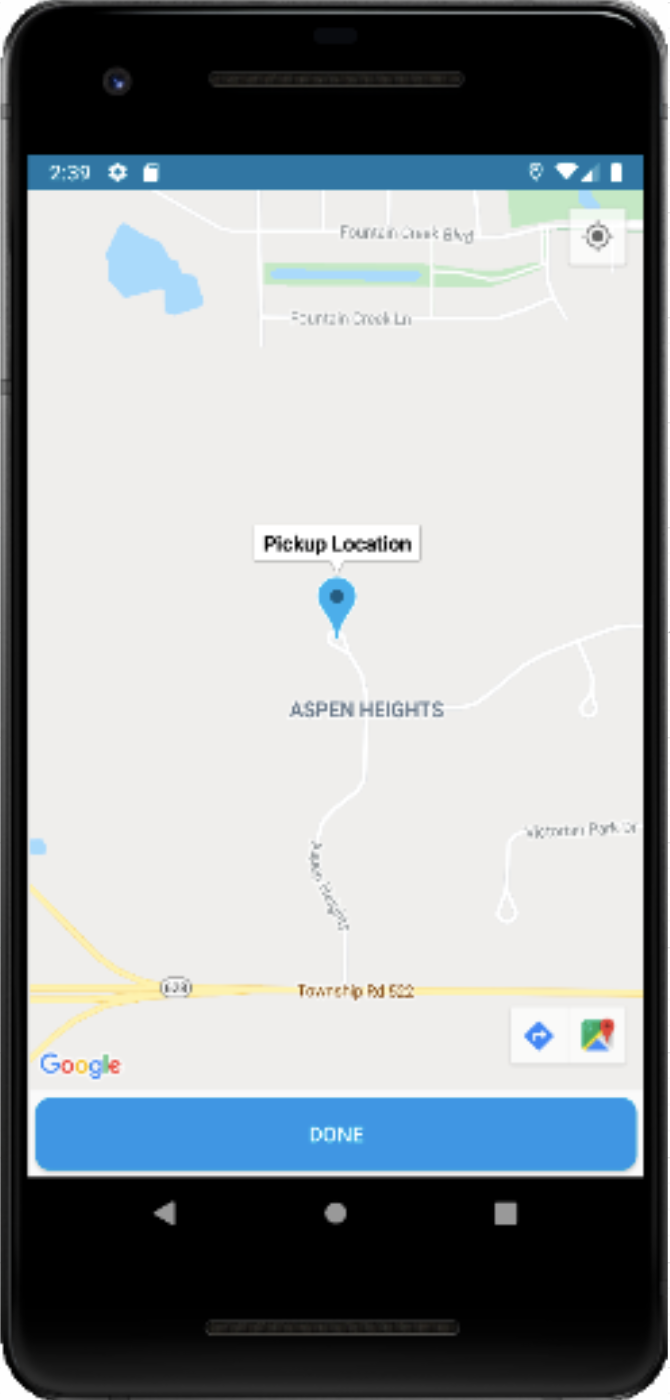 2:39
Fountain Creek Blvd
Fountain Creek Ln
Pickup Location
ASPEN HEIGHTS
Victorian Park Dr
Aspen Heights
628
Township Rd 522
Google
DONE